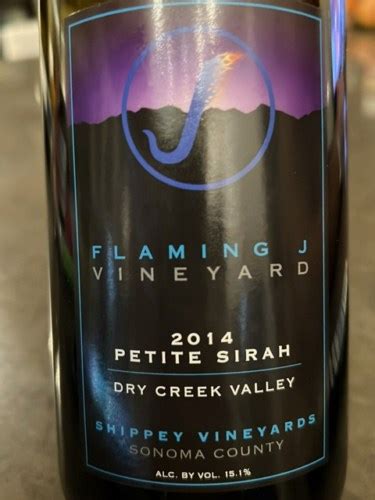 FLAMING J
VINEYARD
2014
PETITE SIRAH
DRY CREEK VALLEY
SHIPPEY VINEYARDS
SONOMA COUNTY
ALC. BY VOL. 15.1%